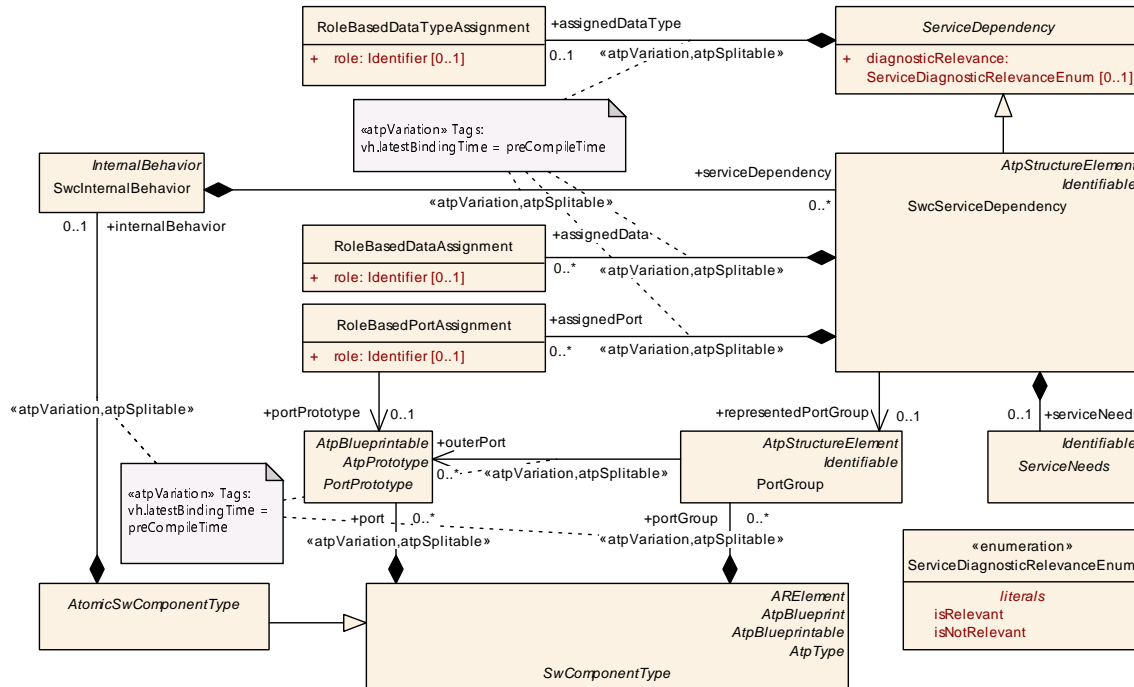 RoleBasedDataTypeAssignment
+ role: Identifier [0..1]
+assignedDataType
0..1
«atpVariation,atpSplitable»
ServiceDependency
+ diagnosticRelevance:
ServiceDiagnosticRelevanceEnum [0..1]
«atpVariation» Tags:
vh.latestBindingTime = preCompileTime
InternalBehavior
SwcInternalBehavior
+serviceDependency
«atpVariation,atpSplitable»
0..*
AtpStructureElement
Identifiable
SwcServiceDependency
0..1
+internalBehavior
RoleBasedDataAssignment
+ role: Identifier [0..1]
+assignedData
0..*
«atpVariation,atpSplitable»
RoleBasedPortAssignment
+ role: Identifier [0..1]
+assignedPort
0..*
«atpVariation,atpSplitable»
«atpVariation,atpSplitable»
+portPrototype
0..1
+representedPortGroup
0..1
0..1
+serviceNeeds
AtpBlueprintable
AtpPrototype
PortPrototype
+outerPort
0..*
«atpVariation,atpSplitable»
AtpStructureElement
Identifiable
PortGroup
Identifiable
ServiceNeeds
«atpVariation» Tags:
vh.latestBindingTime =
preCompileTime
+port
0..*
«atpVariation,atpSplitable»
+portGroup
0..*
«atpVariation,atpSplitable»
«enumeration»
ServiceDiagnosticRelevanceEnum
literals
isRelevant
isNotRelevant
AtomicSwComponentType
ARElement
AtpBlueprint
AtpBlueprintable
AtpType
SwComponentType